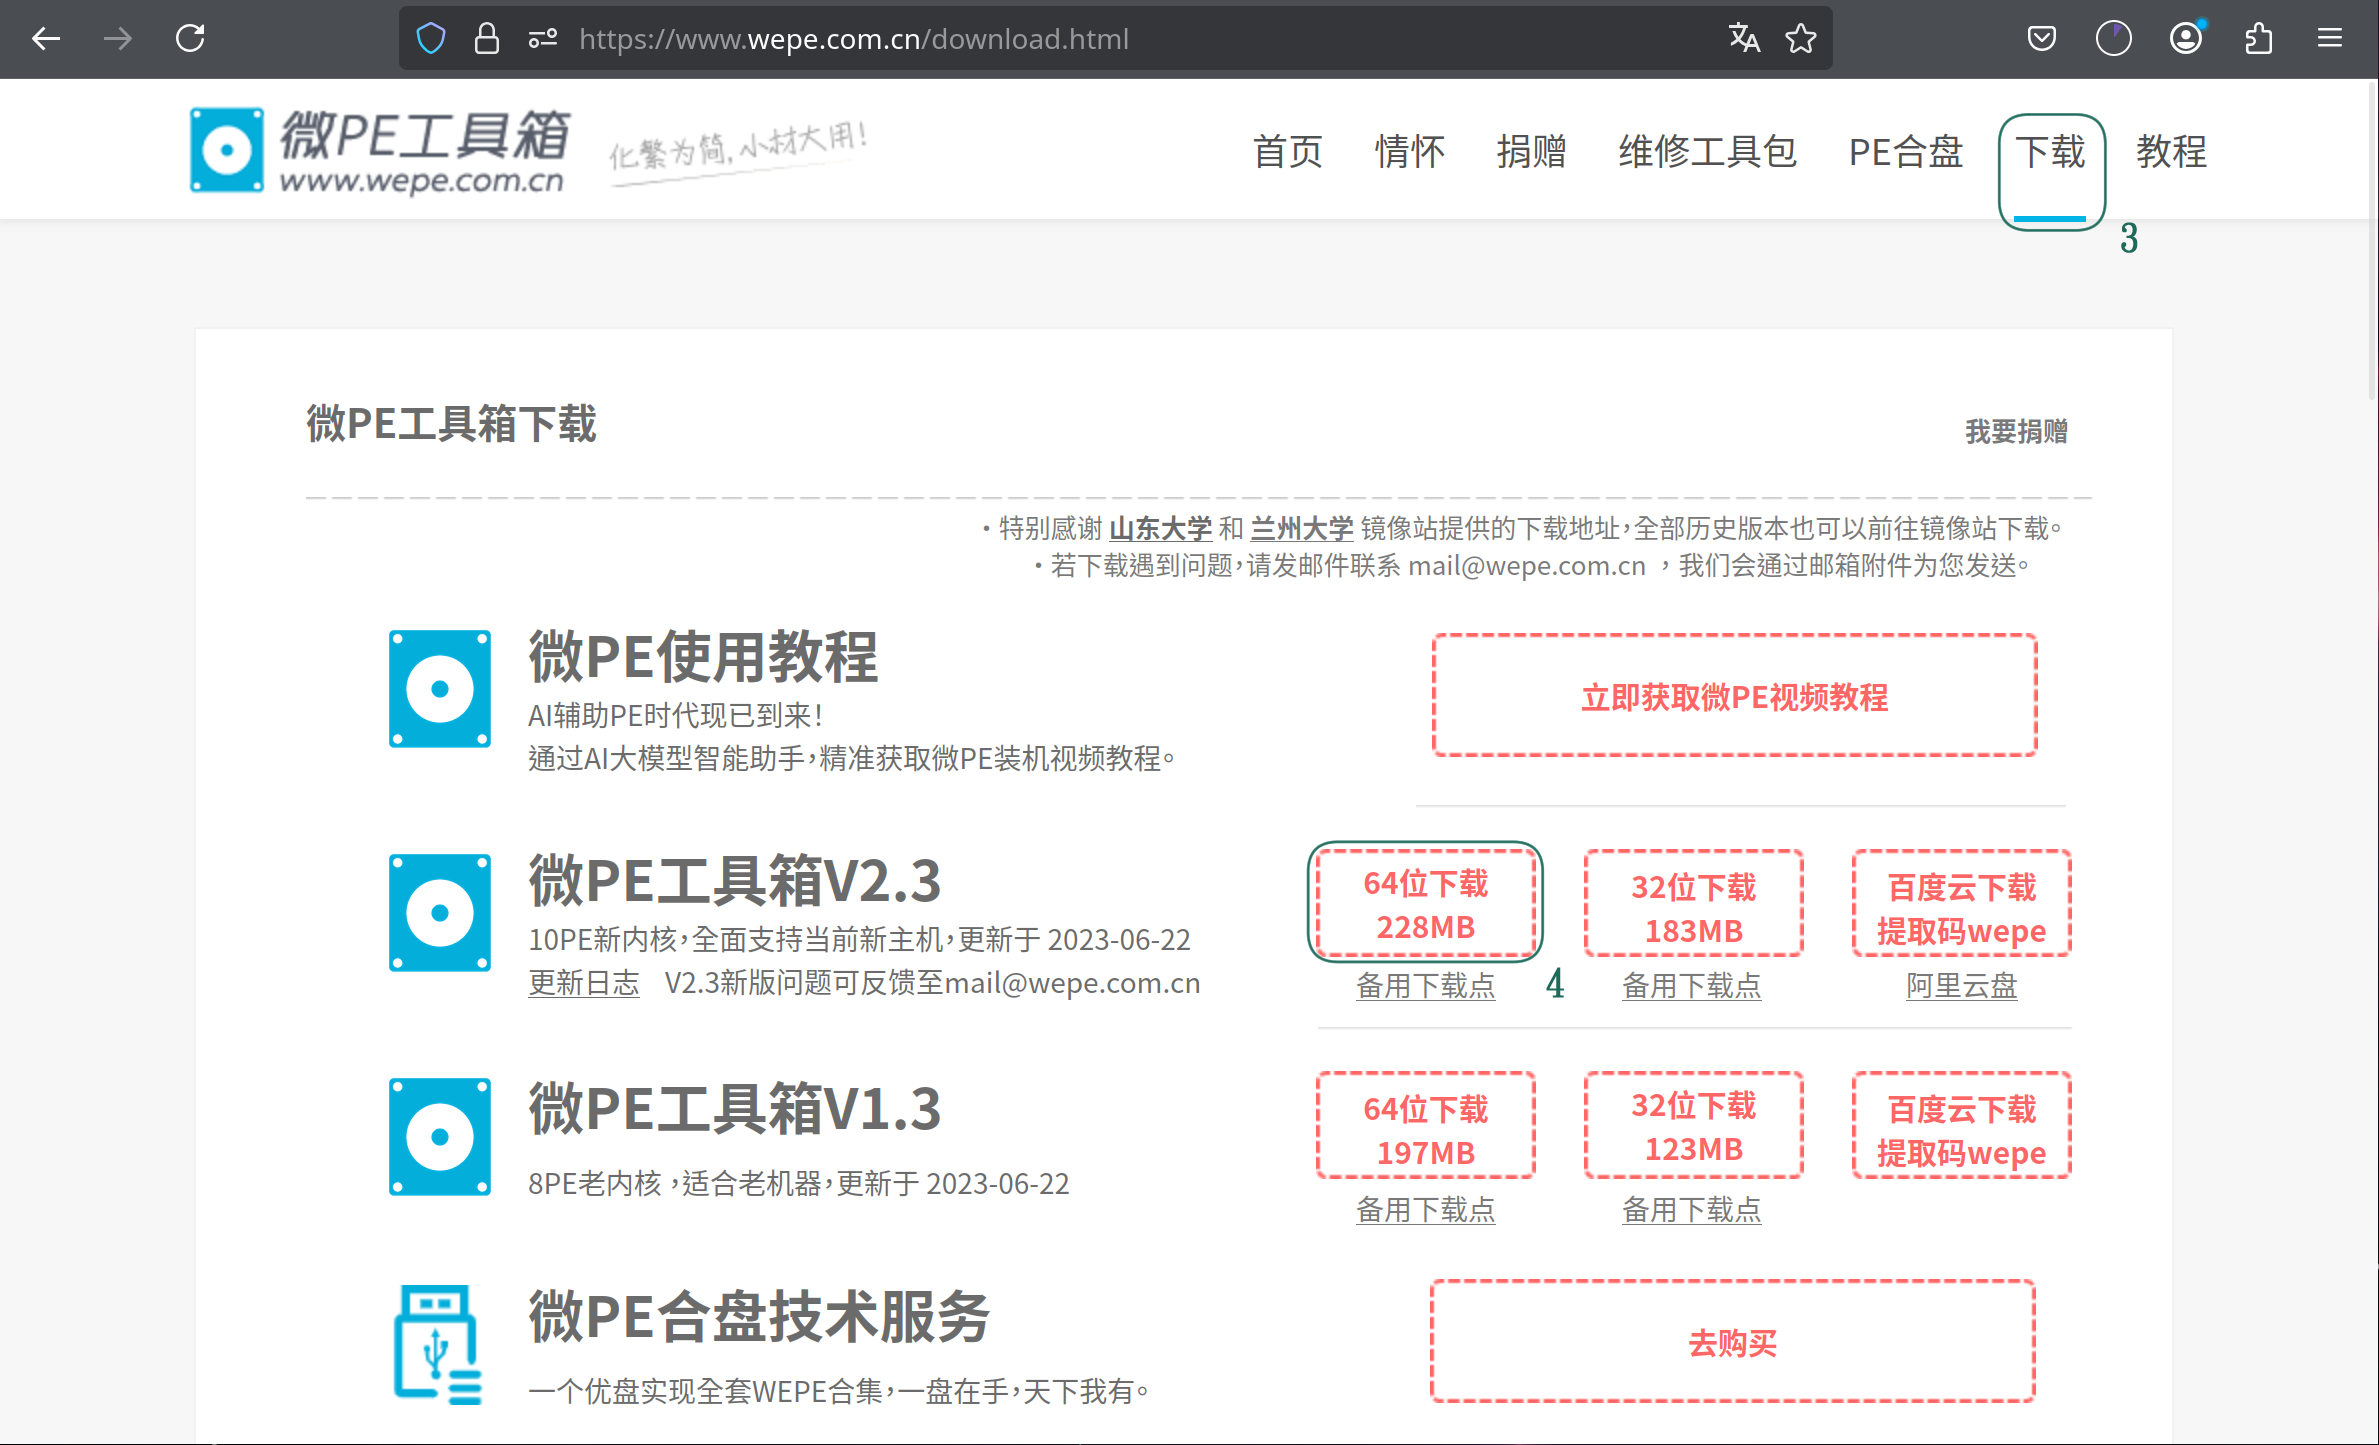 https://www.wepe.com.cn/download.html
微PE工具箱
www.wepe.com.cn
化繁为简,小材大用!
首页 情怀 捐赠 维修工具包 PE合盘 下载 教程
3
微PE工具箱下载
我要捐赠
·特别感谢 山东大学 和 兰州大学 镜像站提供的下载地址，全部历史版本也可以前往镜像站下载。
·若下载遇到问题，请发邮件联系 mail@wepe.com.cn ，我们会通过邮箱附件为您发送。
微PE使用教程
AI辅助PE时代现已到来！
通过AI大模型智能助手，精准获取微PE装机视频教程。
立即获取微PE视频教程
微PE工具箱V2.3
10PE新内核，全面支持当前新主机，更新于 2023-06-22
更新日志 V2.3新版问题可反馈至mail@wepe.com.cn
64位下载
228MB
备用下载点
4
32位下载
183MB
备用下载点
百度云下载
提取码wepe
阿里云盘
微PE工具箱V1.3
8PE老内核 ，适合老机器，更新于 2023-06-22
64位下载
197MB
备用下载点
32位下载
123MB
备用下载点
百度云下载
提取码wepe
微PE合盘技术服务
一个优盘实现全套WEPE合集，一盘在手，天下我有。
去购买